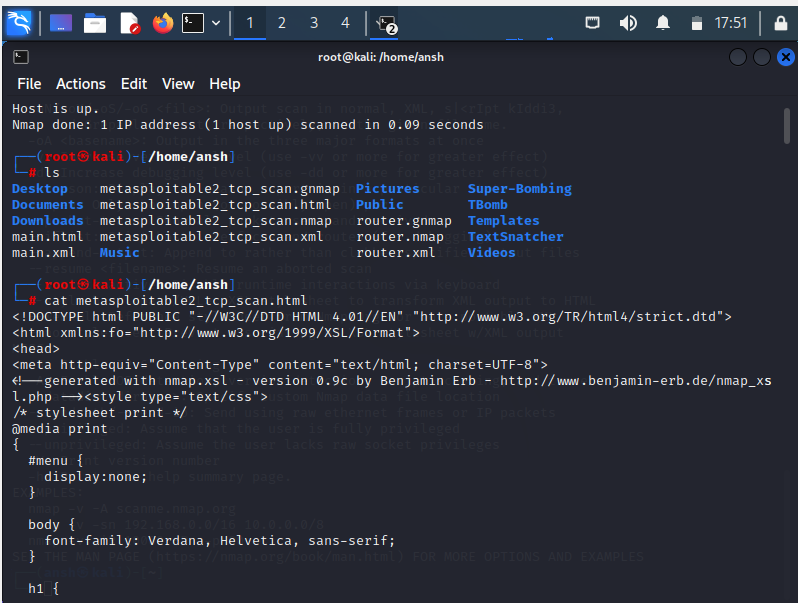 1 2 3 4 2 17:51
root@kali: /home/ansh
File Actions Edit View Help
Host is up.
Nmap done: 1 IP address (1 host up) scanned in 0.09 seconds
┌──(root㉿kali)-[/home/ansh]
└─# ls
Desktop metasploitable2_tcp_scan.gnmap Pictures Super-Bombing
Documents metasploitable2_tcp_scan.html Public TBomb
Downloads metasploitable2_tcp_scan.nmap router.gnmap Templates
main.html metasploitable2_tcp_scan.xml router.nmap TextSnatcher
main.xml Music router.xml Videos
┌──(root㉿kali)-[/home/ansh]
└─# cat metasploitable2_tcp_scan.html
<!DOCTYPE html PUBLIC "-//W3C//DTD HTML 4.01//EN" "http://www.w3.org/TR/html4/strict.dtd">
<html xmlns:fo="http://www.w3.org/1999/XSL/Format">
<head>
<meta http-equiv="Content-Type" content="text/html; charset=UTF-8">
<!--generated with nmap.xsl - version 0.9c by Benjamin Erb - http://www.benjamin-erb.de/nmap_xs
l.php --><style type="text/css">
/* stylesheet print */
@media print
{
  #menu {
    display:none;
  }
  body {
    font-family: Verdana, Helvetica, sans-serif;
  }
  h1 {